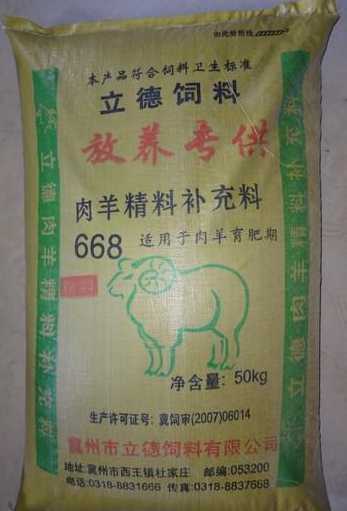 由此处拆线
本产品符合饲料卫生标准
立德饲料
放养专供
肉羊精料补充料
668 适用于肉羊育肥期
净含量: 50kg
生产许可证号: 冀饲审(2007)06014
冀州市立德饲料有限公司
地址:冀州市西王镇杜家庄 邮编:053200
电话:0318-8831666 传真:0318-8837668
立德肉羊精料补充料
立德肉羊精料补充料